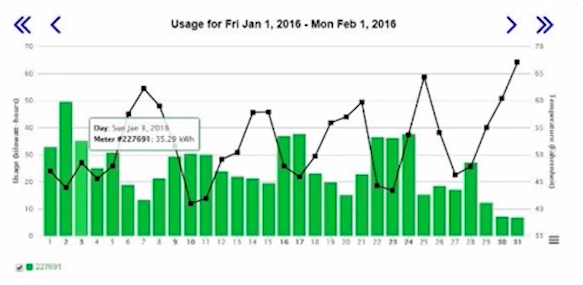 Usage for Fri Jan 1, 2016 - Mon Feb 1, 2016
70 70
60 65
50 60
40 55
30 50
20 45
10 40
0 35
Usage (kilowatt-hours)
Temperature (Fahrenheit)
Day: Sun Jan 3, 2016
Meter #227691: 35.29 kWh
1 2 3 4 5 6 7 8 9 10 11 12 13 14 15 16 17 18 19 20 21 22 23 24 25 26 27 28 29 30 31
227691